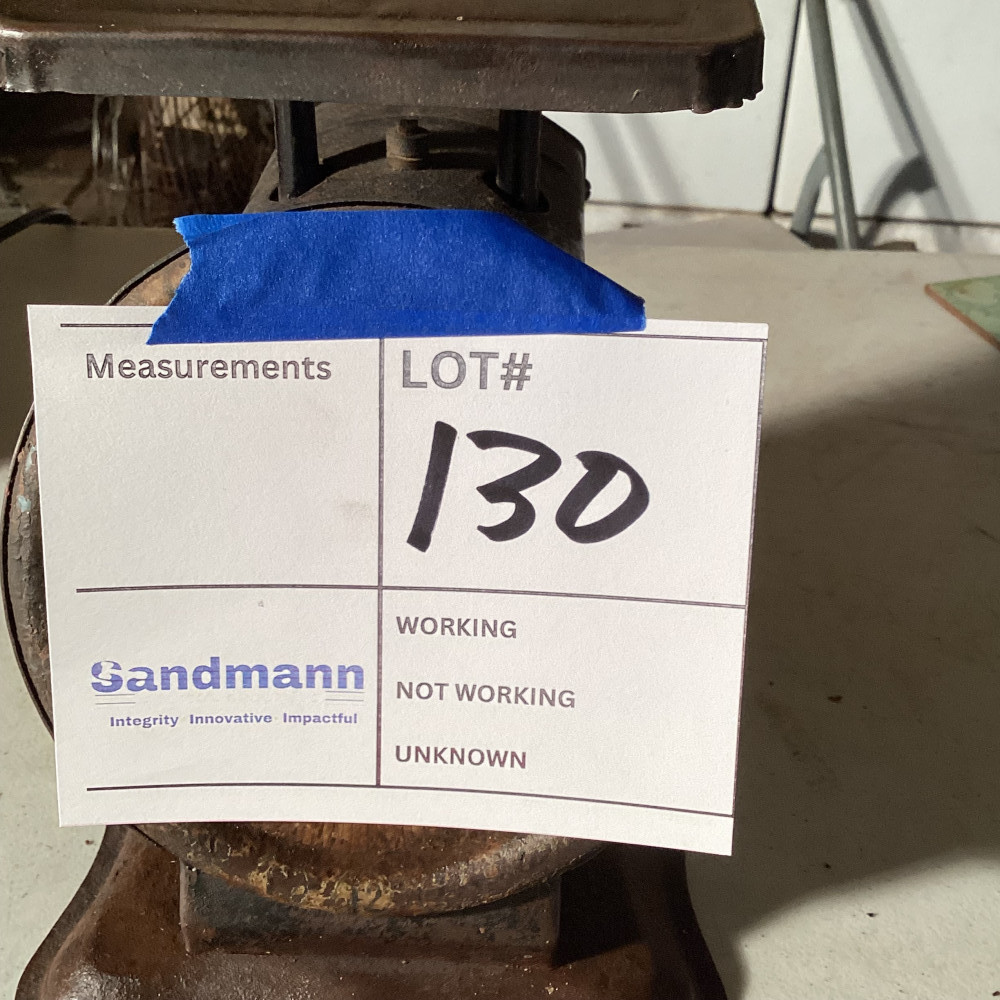 Measurements
LOT#
130
Sandmann
Integrity Innovative Impactful
WORKING
NOT WORKING
UNKNOWN